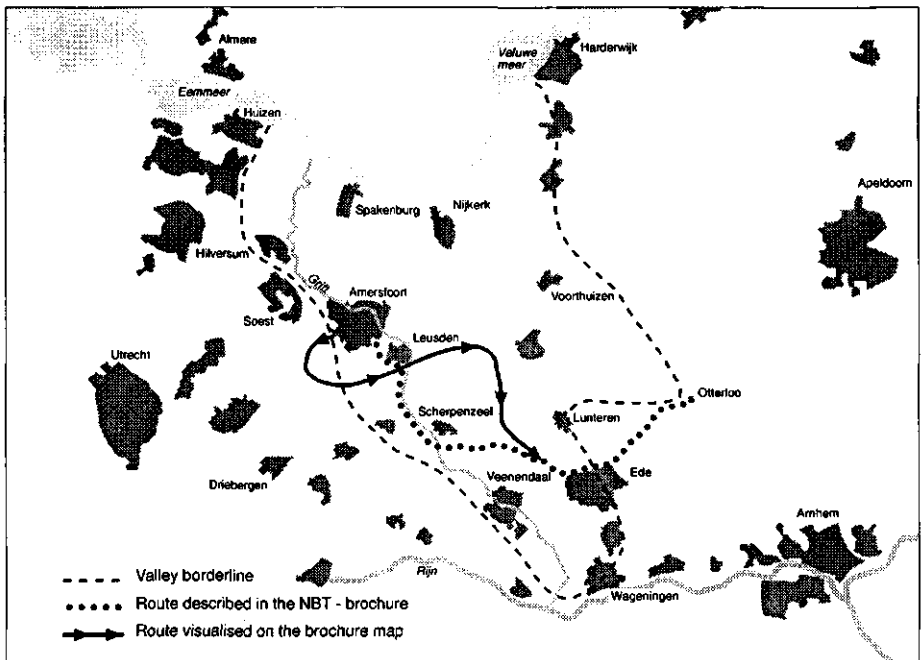 Almere
Veluwe
meer
Harderwijk
Eemmeer
Huizen
Spakenburg
Nijkerk
Apeldoorn
Hilversum
Grift
Amersfoort
Voorthuizen
Soest
Leusden
Utrecht
Otterloo
Scherpenzeel
Lunteren
Driebergen
Veenendaal
Ede
Arnhem
Rijn
Wageningen
Valley borderline
Route described in the NBT - brochure
Route visualised on the brochure map